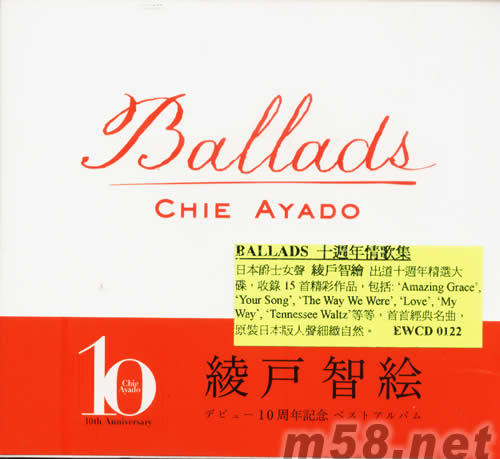 Ballads
CHIE AYADO
BALLADS 十週年情歌集
日本爵士女聲 綾戶智繪 出道十週年精選大
碟，收錄 15 首精彩作品，包括: 'Amazing Grace',
'Your Song', 'The Way We Were', 'Love', 'My
Way', 'Tennessee Waltz'等等，首首經典名曲，
原裝日本版人聲細緻自然。 EWCD 0122
10
Chie
Ayado
10th Anniversary
綾戸智絵
デビュー10周年記念 ベストアルバム
m58.net